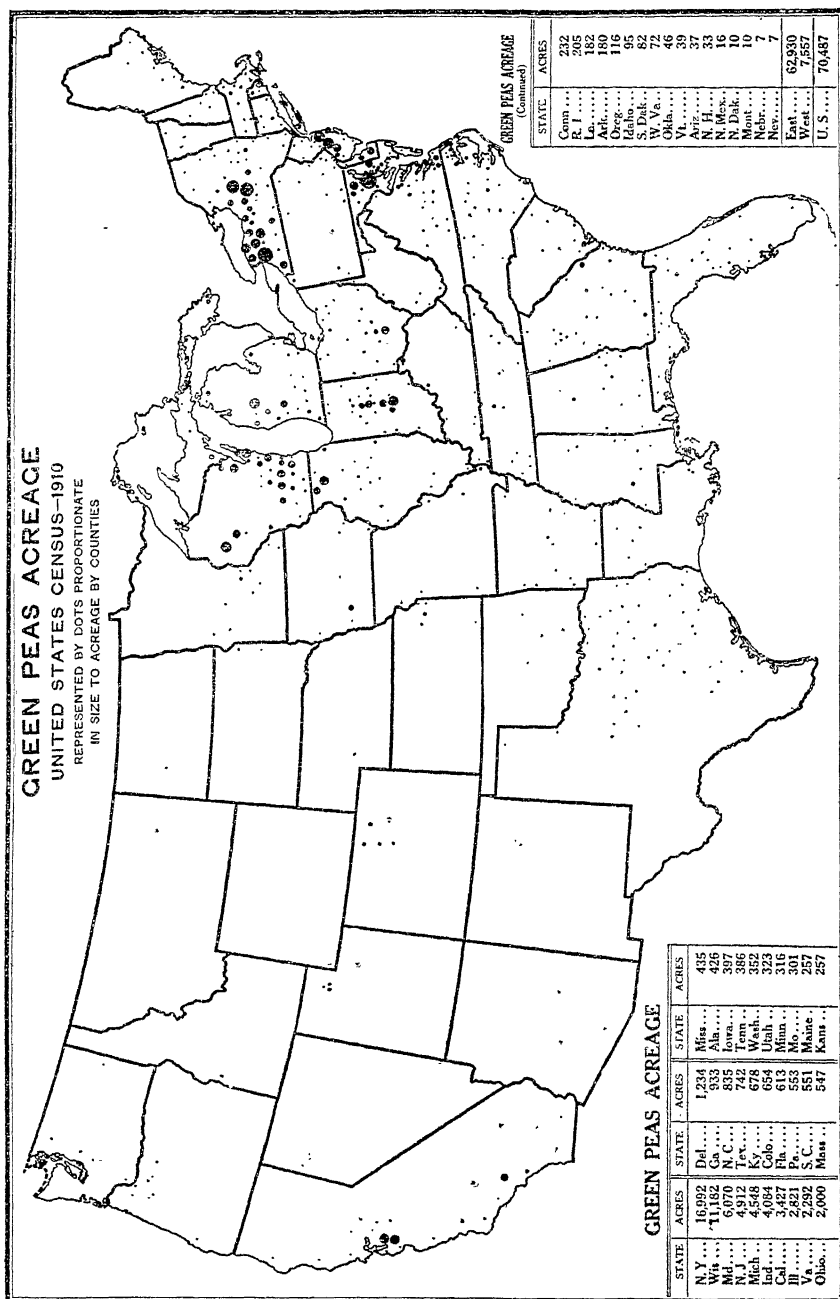 GREEN PEAS ACREAGE
UNITED STATES CENSUS—1910
REPRESENTED BY DOTS PROPORTIONATE
IN SIZE TO ACREAGE BY COUNTIES
GREEN PEAS ACREAGE
STATE ACRES STATE ACRES STATE ACRES
N. Y.... 16,992 Del.... 1,234 Miss.... 435
Wis.... 11,182 Ga.... 933 Ala.... 426
Md.... 6,070 N. C.... 835 Iowa.... 397
N. J.... 4,912 Tex.... 742 Tenn... 386
Mich... 4,548 Ky.... 678 Wash... 352
Ind.... 4,084 Colo.... 654 Utah.... 323
Cal.... 3,427 Fla.... 613 Minn... 316
Ill..... 2,821 Pa..... 553 Mo..... 301
Va..... 2,292 S. C.... 551 Maine.. 257
Ohio... 2,000 Mass... 547 Kans... 257
GREEN PEAS ACREAGE
(Continued)
STATE ACRES
Conn.... 232
R. I..... 205
La..... 182
Ark.... 180
Oreg.... 116
Idaho... 95
S. Dak... 82
W. Va... 72
Okla.... 46
Vt..... 39
Ariz.... 37
N. H.... 33
N. Mex.. 16
N. Dak.. 10
Mont.... 10
Nebr.... 7
Nev.... 7
East.... 62,930
West... 7,557
U. S.... 70,487